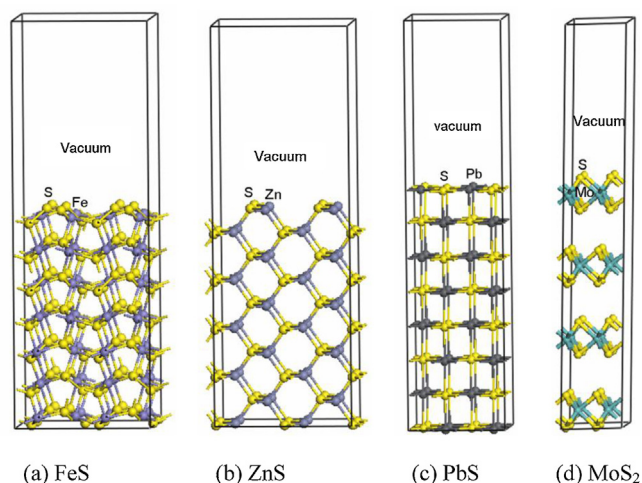 Vacuum
S
Fe
(a) FeS
Vacuum
S Zn
(b) ZnS
vacuum
S Pb
(c) PbS
Vacuum
S
Mo
(d) MoS₂